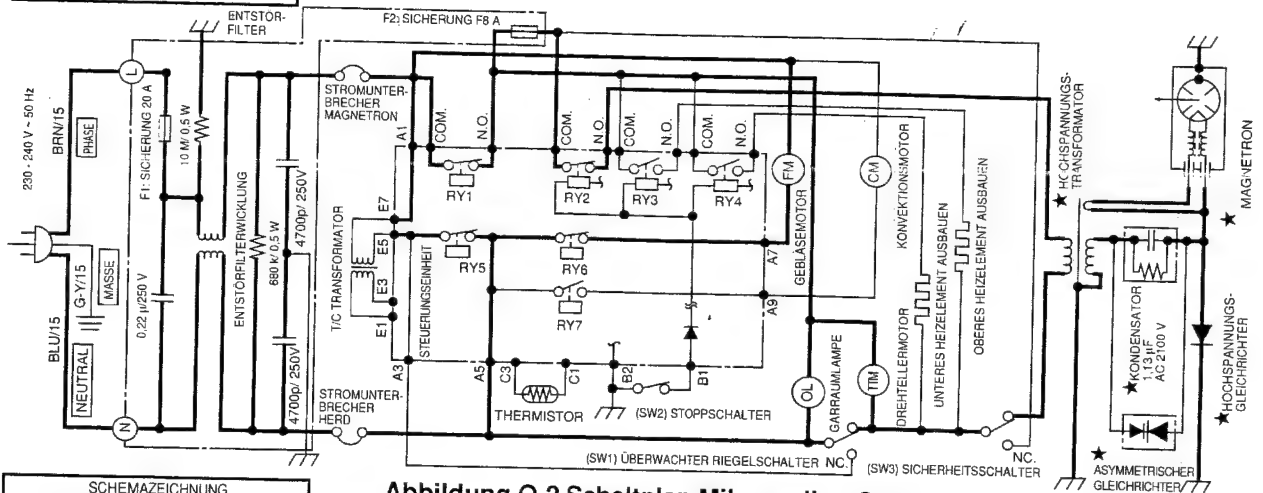 ENTSTÖR-
FILTER
F2: SICHERUNG F8 A
230 - 240 V ~ 50 Hz
BRN/15
PHASE
L
F1: SICHERUNG 20 A
10 M/ 0,5 W
STROMUNTER-
BRECHER
MAGNETRON
A1
COM.
N.O.
COM.
N.O.
COM.
N.O.
COM.
N.O.
RY1
RY2
RY3
RY4
FM
GEBLÄSEMOTOR
CM
KONVEKTIONSMOTOR
★ HOCHSPANNUNGS-
TRANSFORMATOR
★ MAGNETRON
G-Y/15
MASSE
ENTSTÖRFILTERWICKLUNG
680 k/0,5 W
4700p/ 250V
4700p/ 250V
T/C TRANSFORMATOR
E7
E5
E3
E1
STEUERUNGSEINHEIT
RY5
RY6
RY7
A7
A9
DREHTELLERMOTOR
UNTERES HEIZELEMENT AUSBAUEN
OBERES HEIZELEMENT AUSBAUEN
0,22 µ/250 V
BLU/15
NEUTRAL
N
A3
A5
C3
C1
B2
B1
THERMISTOR
(SW2) STOPPSCHALTER
OL
GARRAUMLAMPE
TTM
★ KONDENSATOR
1,13 µF
AC 2100 V
★ HOCHSPANNUNGS-
GLEICHRICHTER
STROMUNTER-
BRECHER
HERD
(SW1) ÜBERWACHTER RIEGELSCHALTER NC.
(SW3) SICHERHEITSSCHALTER
NC.
★ ASYMMETRISCHER
GLEICHRICHTER
SCHEMAZEICHNUNG